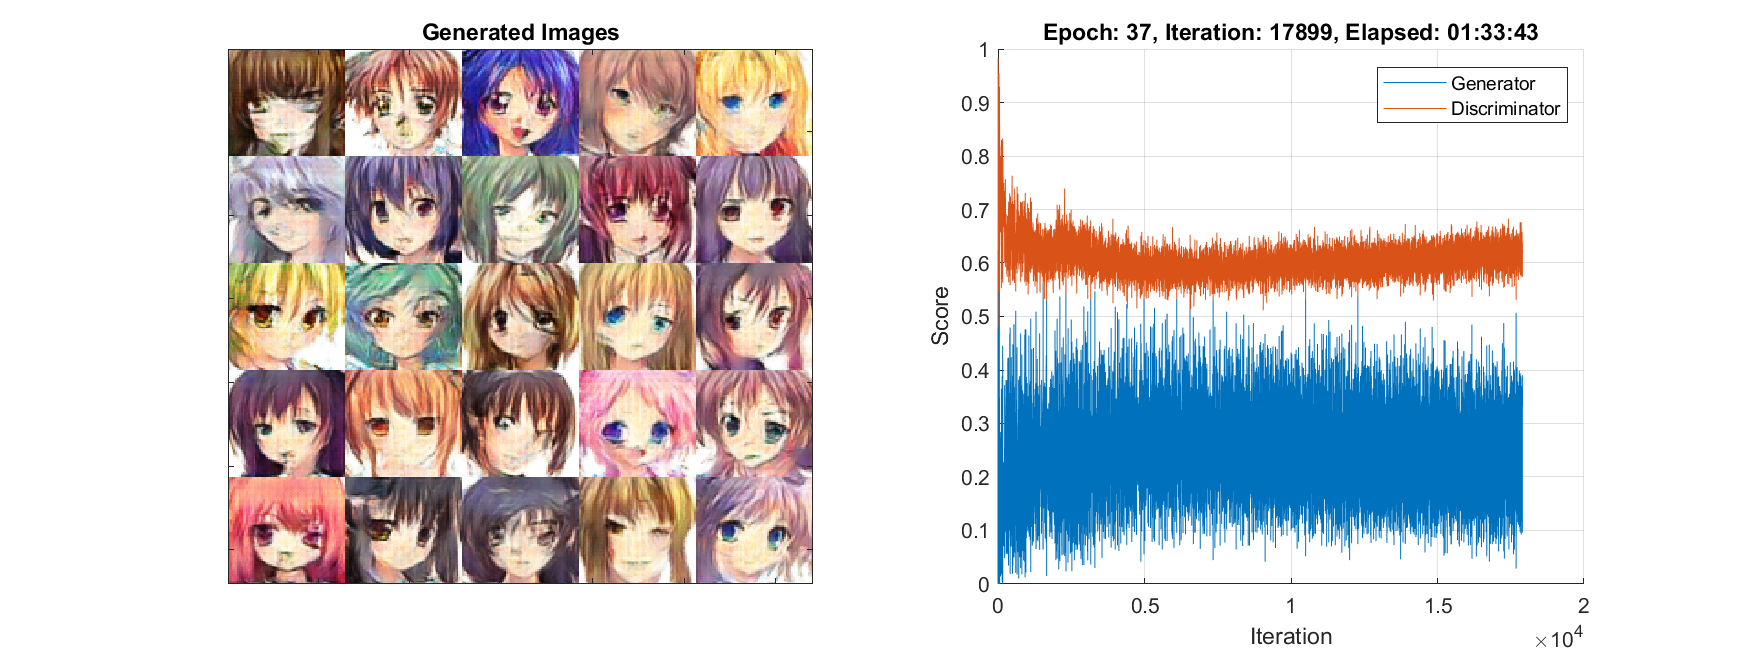 Generated Images
Epoch: 37, Iteration: 17899, Elapsed: 01:33:43
Generator
Discriminator
1
0.9
0.8
0.7
0.6
0.5
0.4
0.3
0.2
0.1
0
Score
0 0.5 1 1.5 2
Iteration
×10⁴